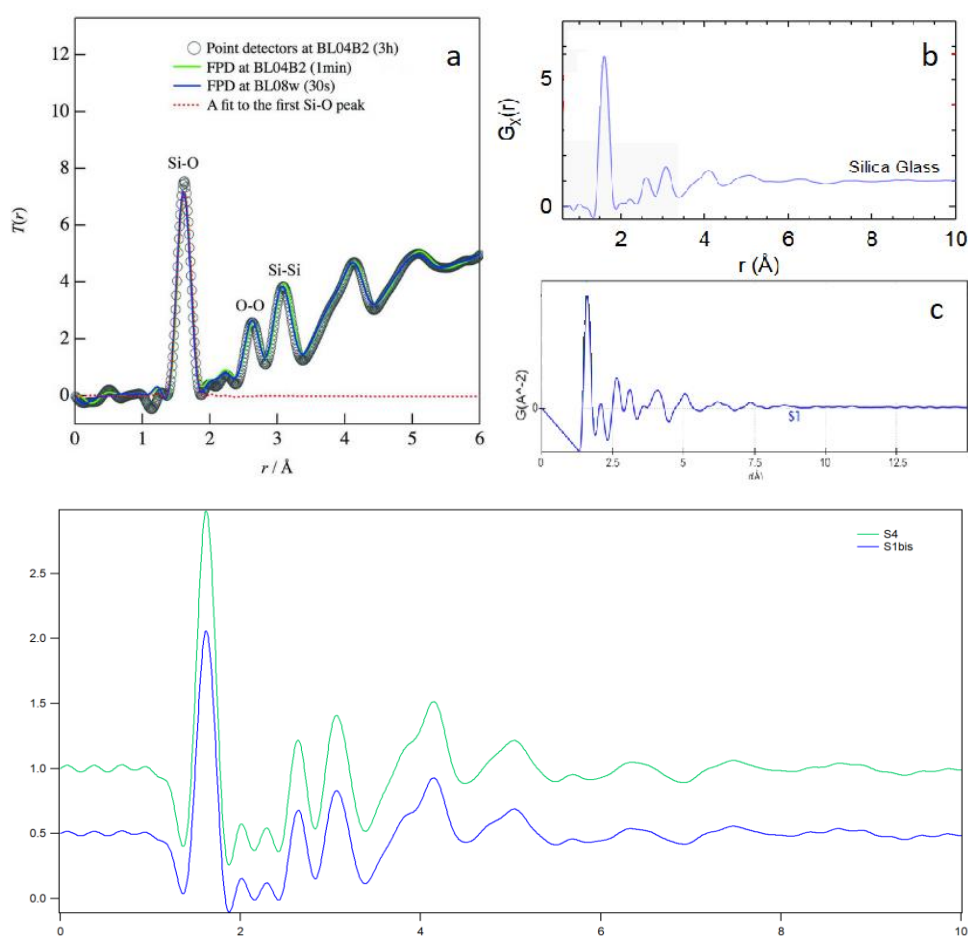 a
Point detectors at BL04B2 (3h)
FPD at BL04B2 (1min)
FPD at BL08w (30s)
A fit to the first Si-O peak
12
10
8
6
4
2
0
T(r)
Si-O
O-O
Si-Si
0 1 2 3 4 5 6
r / Å
b
5
0
Gχ(r)
Silica Glass
2 4 6 8 10
r (Å)
c
G(A^-2)
0
S1
0 2.5 5 7.5 10 12.5
r(Å)
S4
S1bis
2.5
2.0
1.5
1.0
0.5
0.0
0 2 4 6 8 10